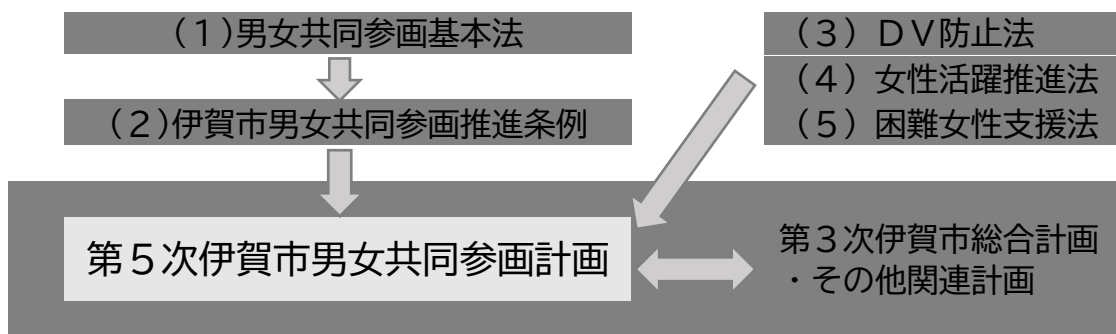 （１）男女共同参画基本法
（２）伊賀市男女共同参画推進条例
（３）ＤＶ防止法
（４）女性活躍推進法
（５）困難女性支援法
第５次伊賀市男女共同参画計画
第３次伊賀市総合計画
・その他関連計画